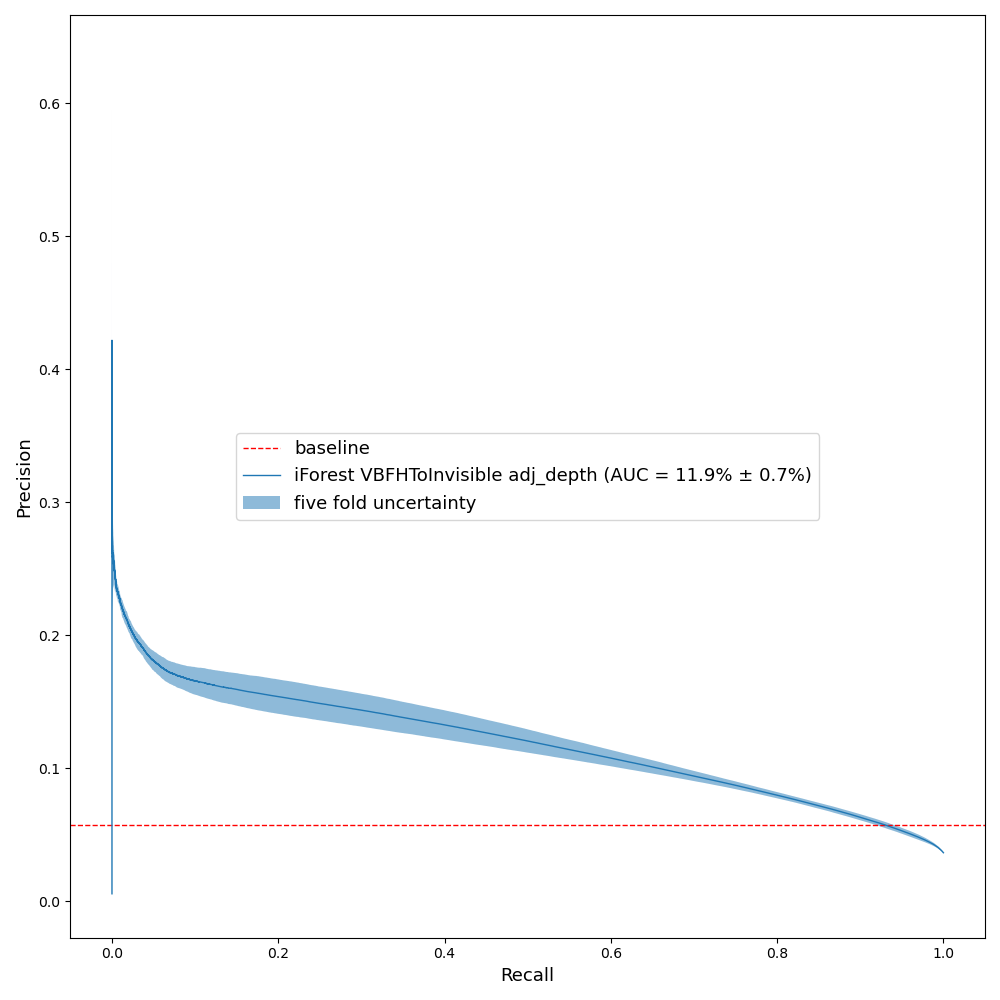 0.6
0.5
0.4
0.3
0.2
0.1
0.0
Precision
baseline
iForest VBFHToInvisible adj_depth (AUC = 11.9% ± 0.7%)
five fold uncertainty
0.0 0.2 0.4 0.6 0.8 1.0
Recall